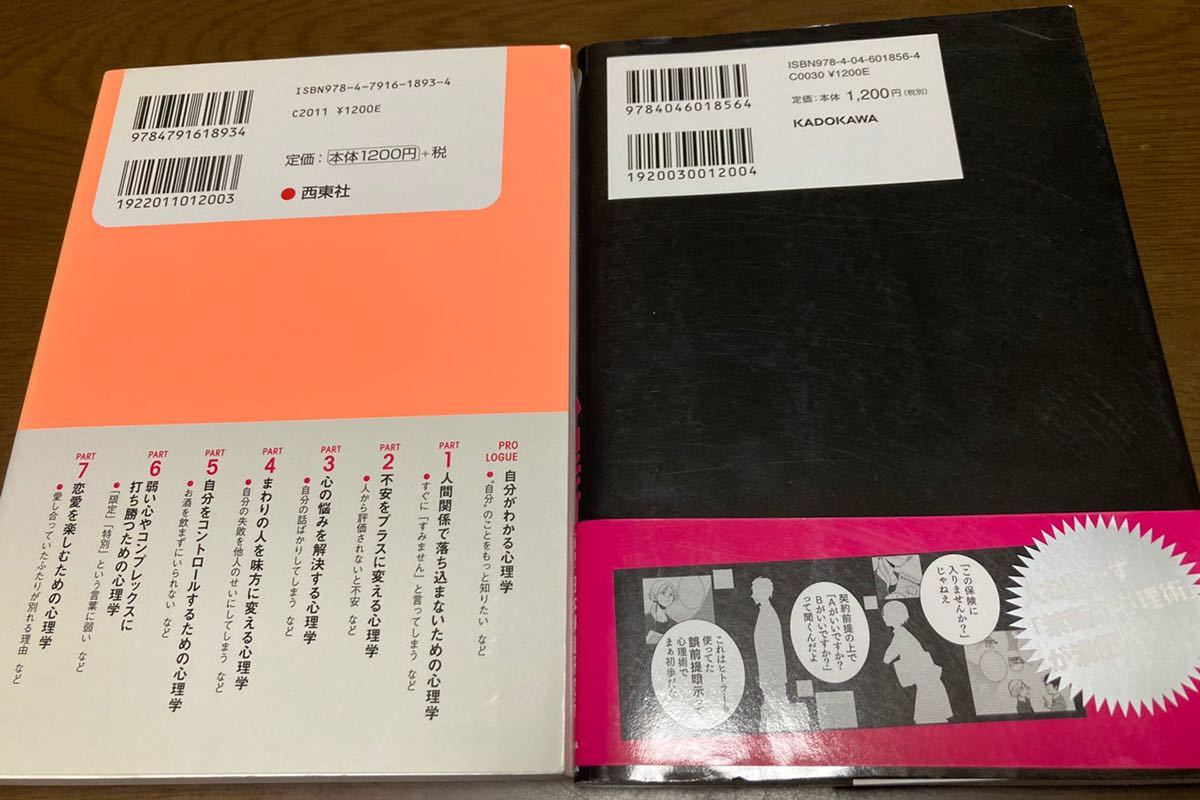 ISBN978-4-7916-1893-4
C2011 ¥1200E
9784791618934
1922011012003
定価：本体1200円+税
西東社
PROLOGUE
自分がわかる心理学
●"自分"のことをもっと知りたい など
PART 1
人間関係で落ち込まないための心理学
●すぐに「すみません」と言ってしまう など
PART 2
不安をプラスに変える心理学
●人から評価されないと不安 など
PART 3
心の悩みを解決する心理学
●自分の話ばかりしてしまう など
PART 4
まわりの人を味方に変える心理学
●自分の失敗を他人のせいにしてしまう など
PART 5
自分をコントロールするための心理学
●お酒を飲まずにいられない など
PART 6
弱い心やコンプレックスに
打ち勝つための心理学
●「限定」「特別」という言葉に弱い など
PART 7
恋愛を楽しむための心理学
●愛し合っていたふたりが別れる理由 など
ISBN978-4-04-601856-4
C0030 ¥1200E
9784046018564
定価：本体1,200円（税別）
KADOKAWA
1920030012004
「この保険に
入りませんか？」
じゃねえ
契約前提の上で
「Aがいいですか？
Bがいいですか？」
って聞くんだよ
これはヒトラー
使ってた
誤前提暗示
心理術で
まぁ初歩だな
す
心理術
が